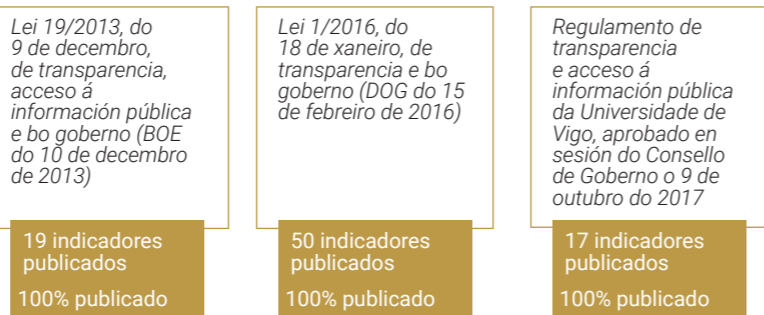 Lei 19/2013, do
9 de decembro,
de transparencia,
acceso á
información pública
e bo goberno (BOE
do 10 de decembro
de 2013)
19 indicadores
publicados
100% publicado
Lei 1/2016, do
18 de xaneiro, de
transparencia e bo
goberno (DOG do 15
de febreiro de 2016)
50 indicadores
publicados
100% publicado
Regulamento de
transparencia
e acceso á
información pública
da Universidade de
Vigo, aprobado en
sesión do Consello
de Goberno o 9 de
outubro do 2017
17 indicadores
publicados
100% publicado